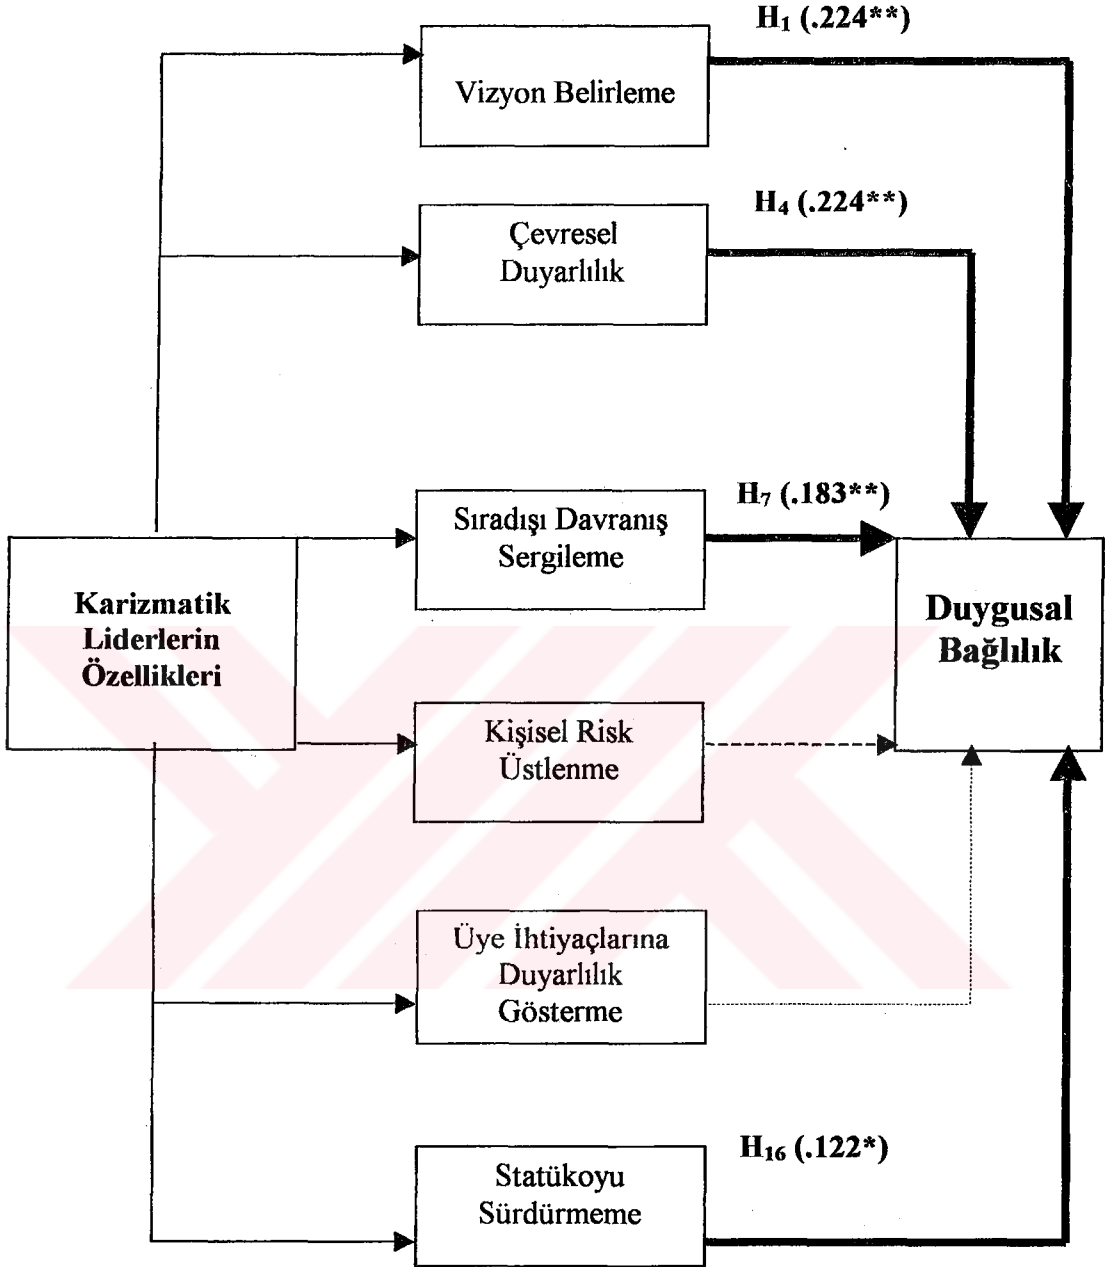 H₁ (.224**)
Vizyon Belirleme
H₄ (.224**)
Çevresel
Duyarlılık
H₇ (.183**)
Sıradışı Davranış
Sergileme
Karizmatik
Liderlerin
Özellikleri
Duygusal
Bağlılık
Kişisel Risk
Üstlenme
Üye İhtiyaçlarına
Duyarlılık
Gösterme
H₁₆ (.122*)
Statükoyu
Sürdürmeme